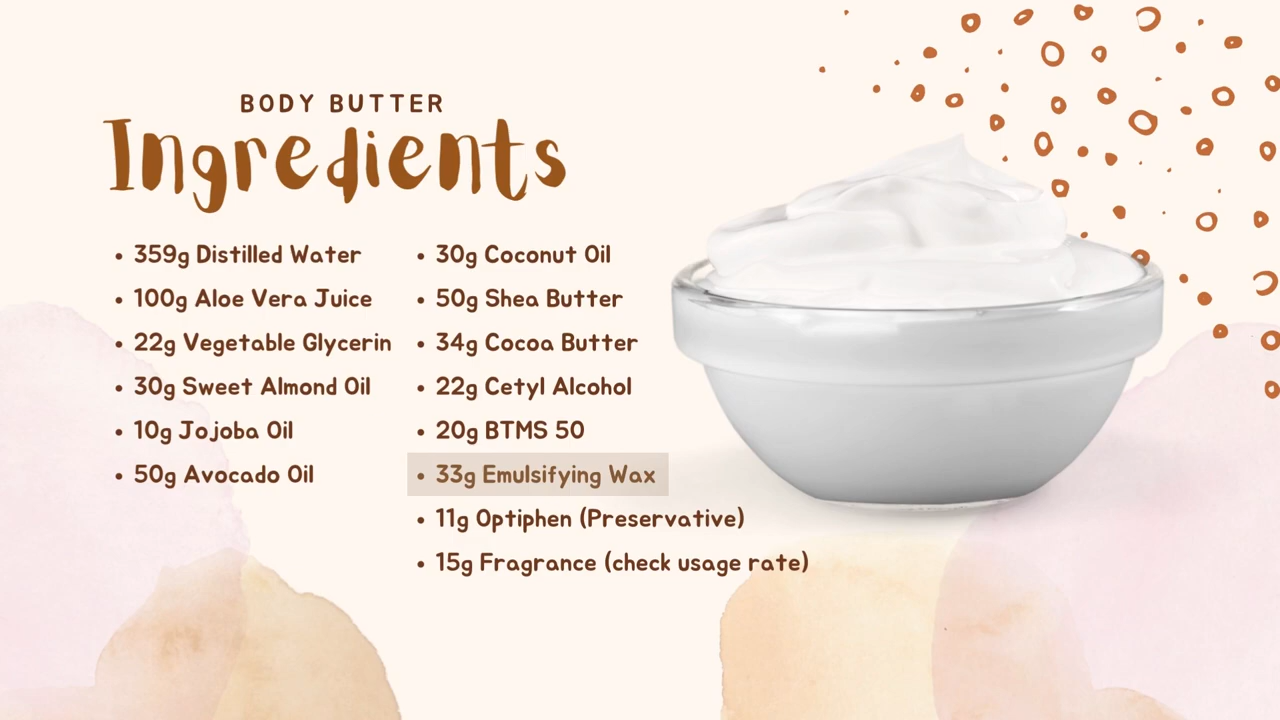 BODY BUTTER
Ingredients
• 359g Distilled Water
• 100g Aloe Vera Juice
• 22g Vegetable Glycerin
• 30g Sweet Almond Oil
• 10g Jojoba Oil
• 50g Avocado Oil
• 30g Coconut Oil
• 50g Shea Butter
• 34g Cocoa Butter
• 22g Cetyl Alcohol
• 20g BTMS 50
• 33g Emulsifying Wax
• 11g Optiphen (Preservative)
• 15g Fragrance (check usage rate)